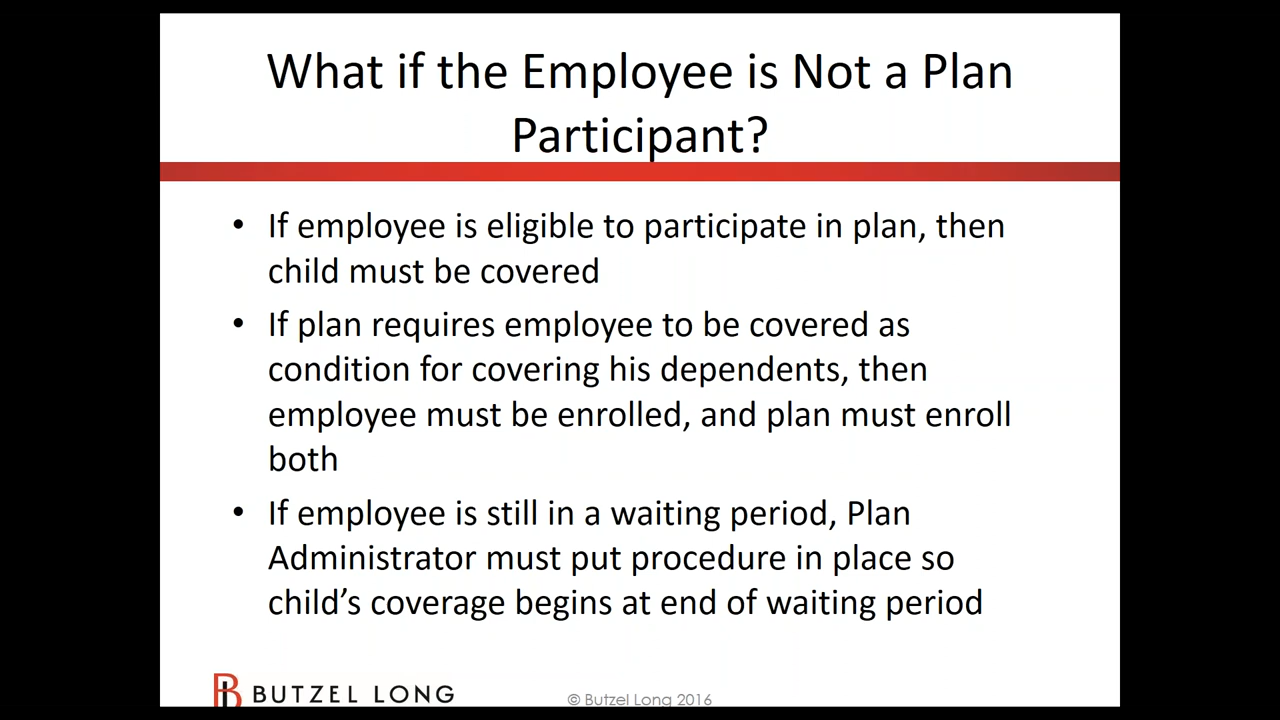 What if the Employee is Not a Plan
Participant?
• If employee is eligible to participate in plan, then
child must be covered
• If plan requires employee to be covered as
condition for covering his dependents, then
employee must be enrolled, and plan must enroll
both
• If employee is still in a waiting period, Plan
Administrator must put procedure in place so
child’s coverage begins at end of waiting period
BUTZEL LONG
© Butzel Long 2016